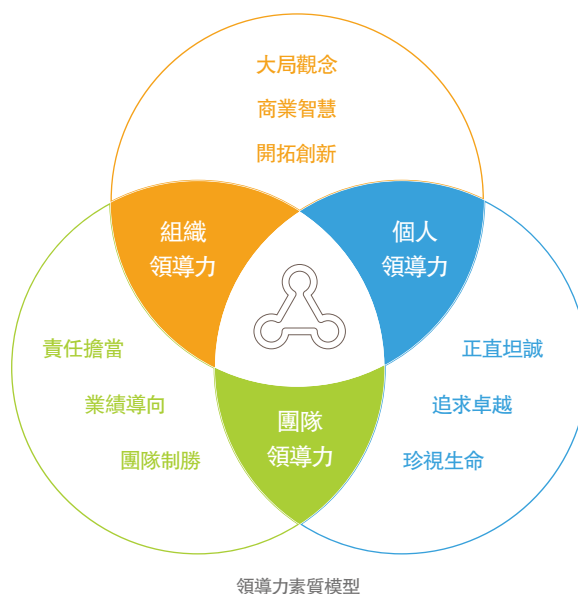 大局觀念
商業智慧
開拓創新
組織
領導力
個人
領導力
責任擔當
業績導向
團隊制勝
正直坦誠
追求卓越
珍視生命
團隊
領導力
領導力素質模型